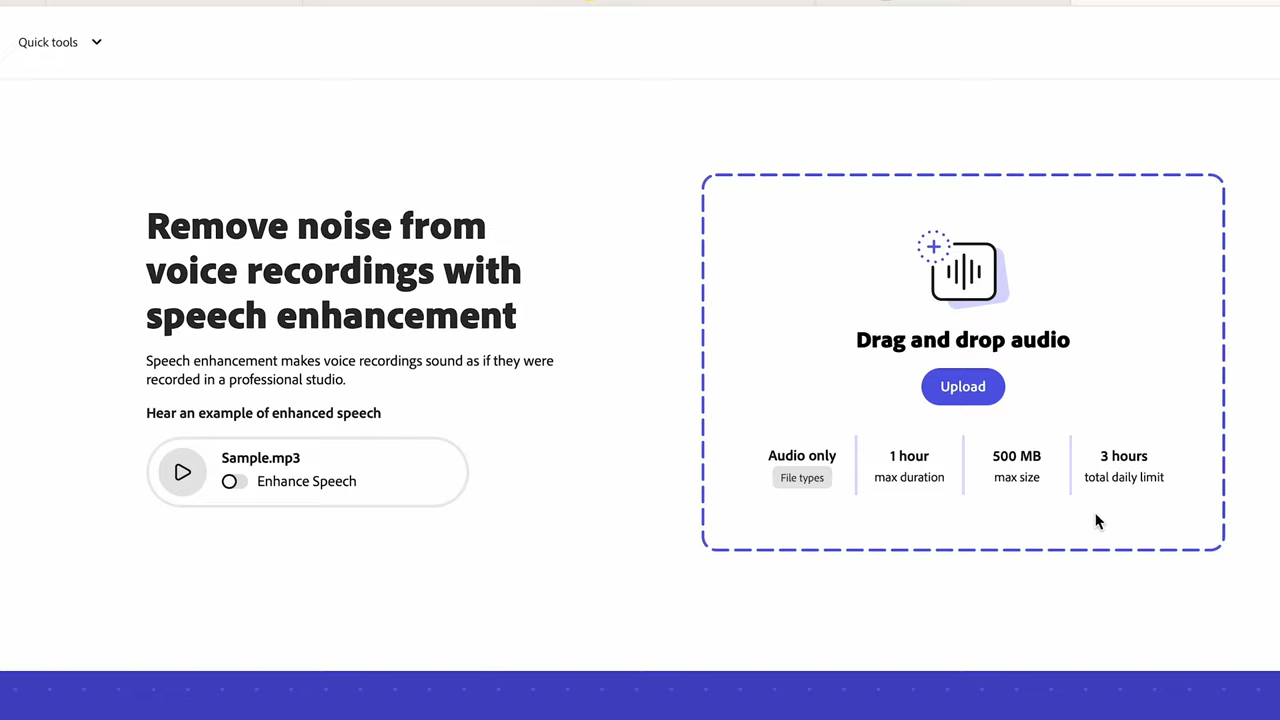 Quick tools
Remove noise from
voice recordings with
speech enhancement
Speech enhancement makes voice recordings sound as if they were
recorded in a professional studio.
Hear an example of enhanced speech
Sample.mp3
Enhance Speech
Drag and drop audio
Upload
Audio only
File types
1 hour
max duration
500 MB
max size
3 hours
total daily limit